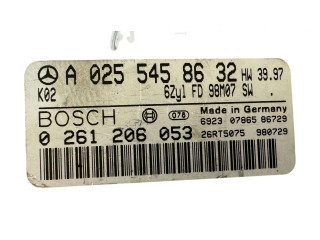 A 025 545 86 32 HW 39.97
K02 6Zyl FD 98M07 SW .
BOSCH 078 Made in Germany
6923 07865 86729
0 261 206 053 26RT5075 980729